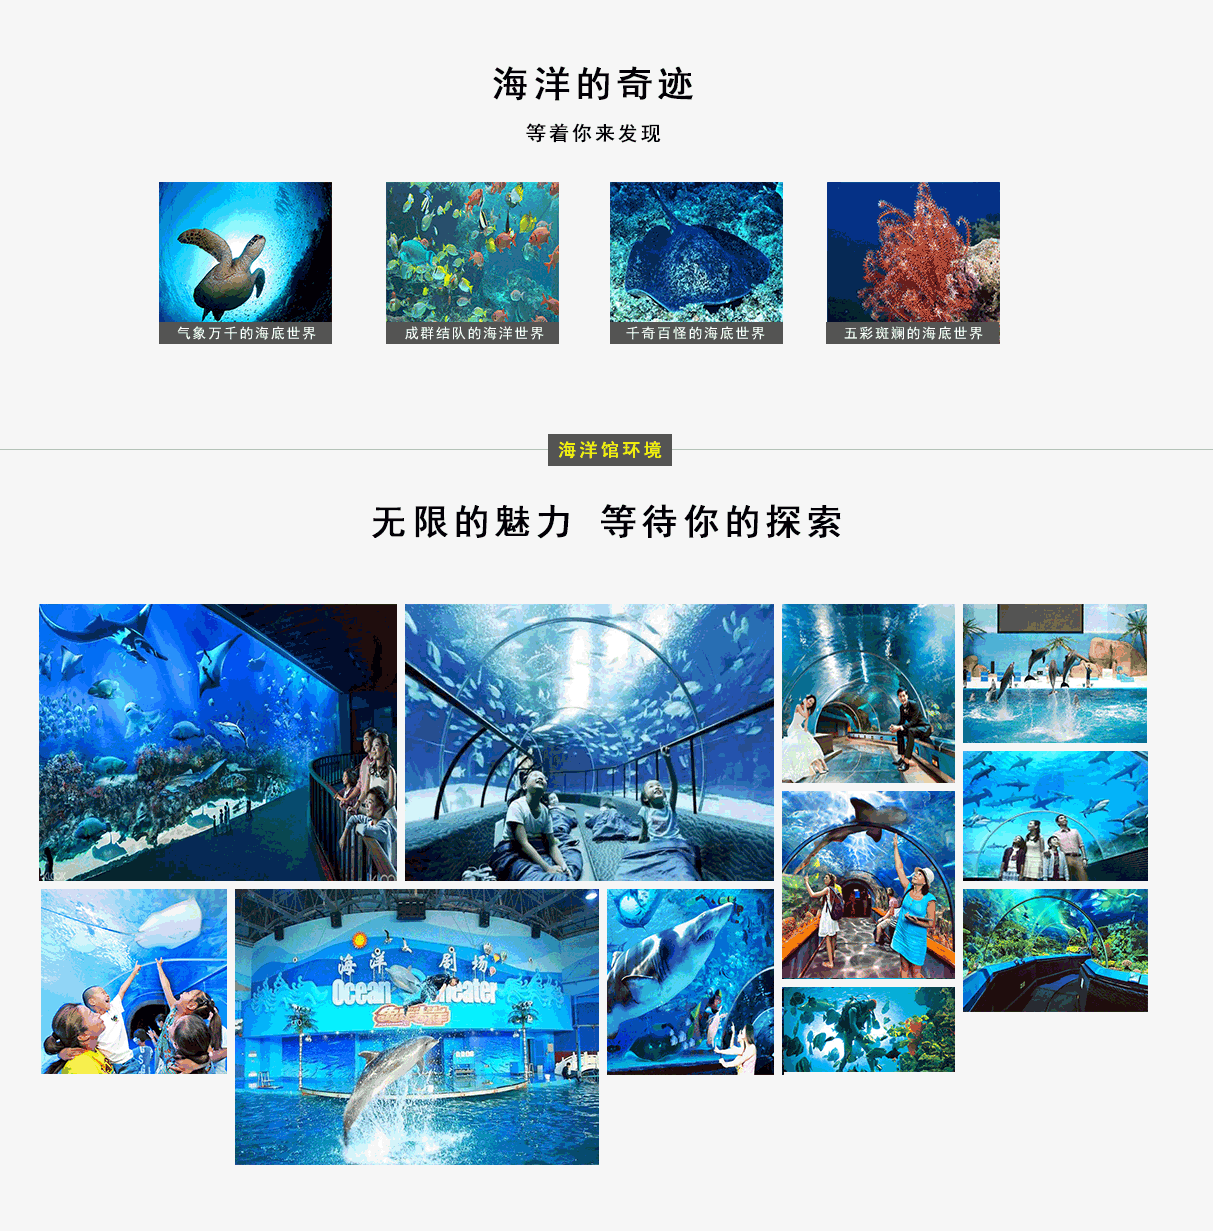 海洋的奇迹
等着你来发现
气象万千的海底世界
成群结队的海洋世界
千奇百怪的海底世界
五彩斑斓的海底世界
海洋馆环境
无限的魅力 等待你的探索
海洋剧场
Ocean Theater